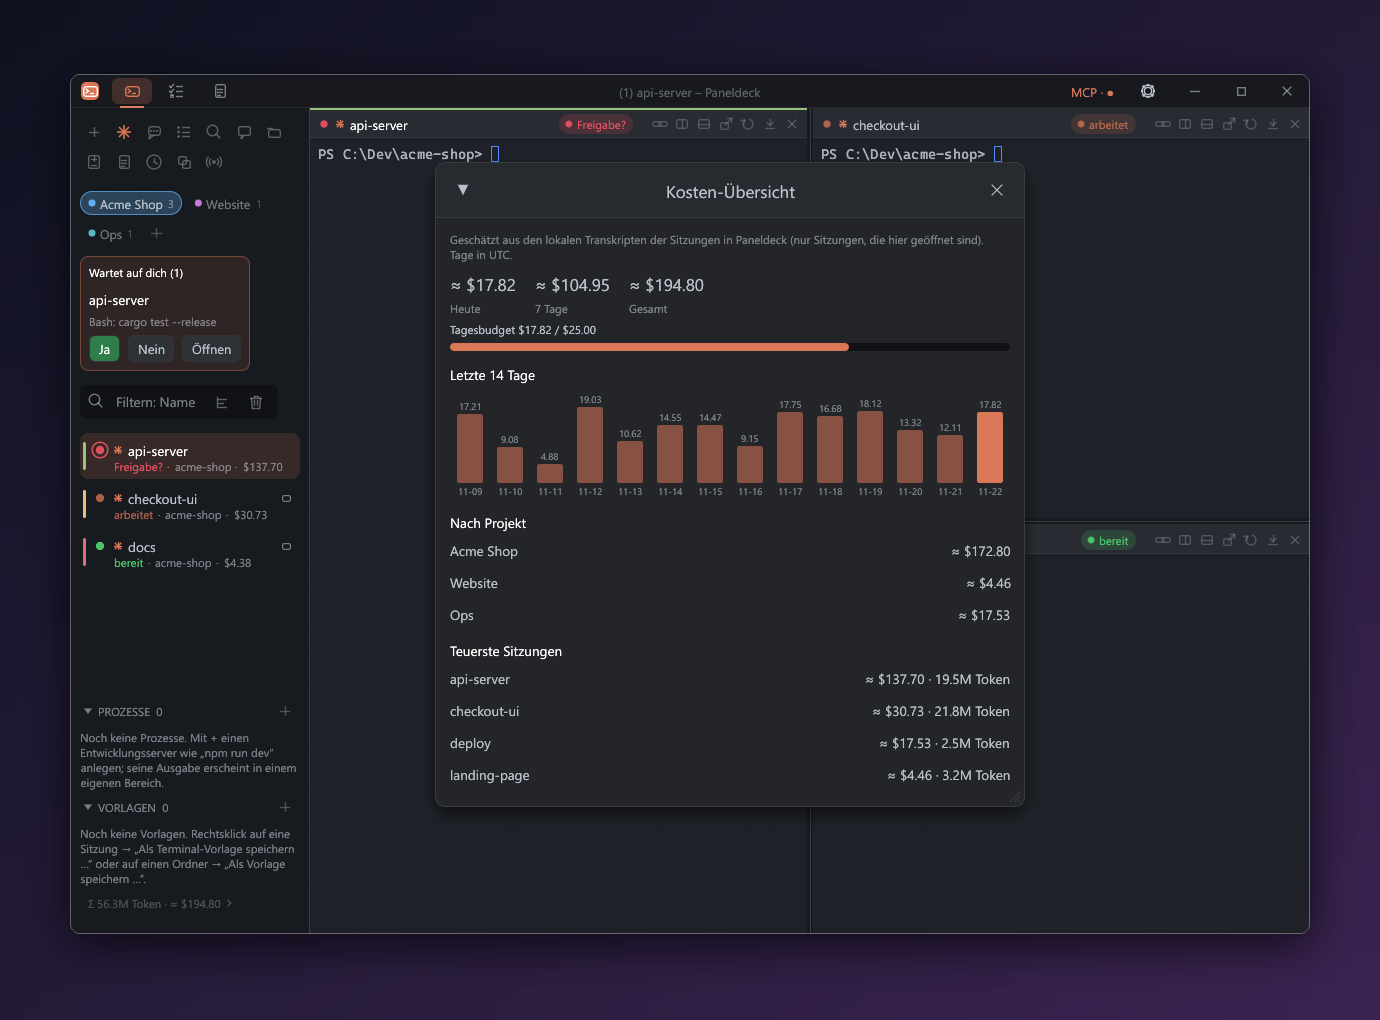 (1) api-server – Paneldeck
MCP ·
Acme Shop 3
Website 1
Ops 1
Wartet auf dich (1)
api-server
Bash: cargo test --release
Ja
Nein
Öffnen
Filtern: Name
api-server
Freigabe? · acme-shop · $137.70
checkout-ui
arbeitet · acme-shop · $30.73
docs
bereit · acme-shop · $4.38
PROZESSE 0
Noch keine Prozesse. Mit + einen
Entwicklungsserver wie „npm run dev“
anlegen; seine Ausgabe erscheint in einem
eigenen Bereich.
VORLAGEN 0
Noch keine Vorlagen. Rechtsklick auf eine
Sitzung → „Als Terminal-Vorlage speichern
…“ oder auf einen Ordner → „Als Vorlage
speichern …“.
Σ 56.3M Token · ≈ $194.80
api-server
Freigabe?
PS C:\Dev\acme-shop>
checkout-ui
arbeitet
PS C:\Dev\acme-shop>
bereit
Kosten-Übersicht
Geschätzt aus den lokalen Transkripten der Sitzungen in Paneldeck (nur Sitzungen, die hier geöffnet sind).
Tage in UTC.
≈ $17.82 ≈ $104.95 ≈ $194.80
Heute 7 Tage Gesamt
Tagesbudget $17.82 / $25.00
Letzte 14 Tage
17.21 9.08 4.88 19.03 10.62 14.55 14.47 9.15 17.75 16.68 18.12 13.32 12.11 17.82
11-09 11-10 11-11 11-12 11-13 11-14 11-15 11-16 11-17 11-18 11-19 11-20 11-21 11-22
Nach Projekt
Acme Shop ≈ $172.80
Website ≈ $4.46
Ops ≈ $17.53
Teuerste Sitzungen
api-server ≈ $137.70 · 19.5M Token
checkout-ui ≈ $30.73 · 21.8M Token
deploy ≈ $17.53 · 2.5M Token
landing-page ≈ $4.46 · 3.2M Token